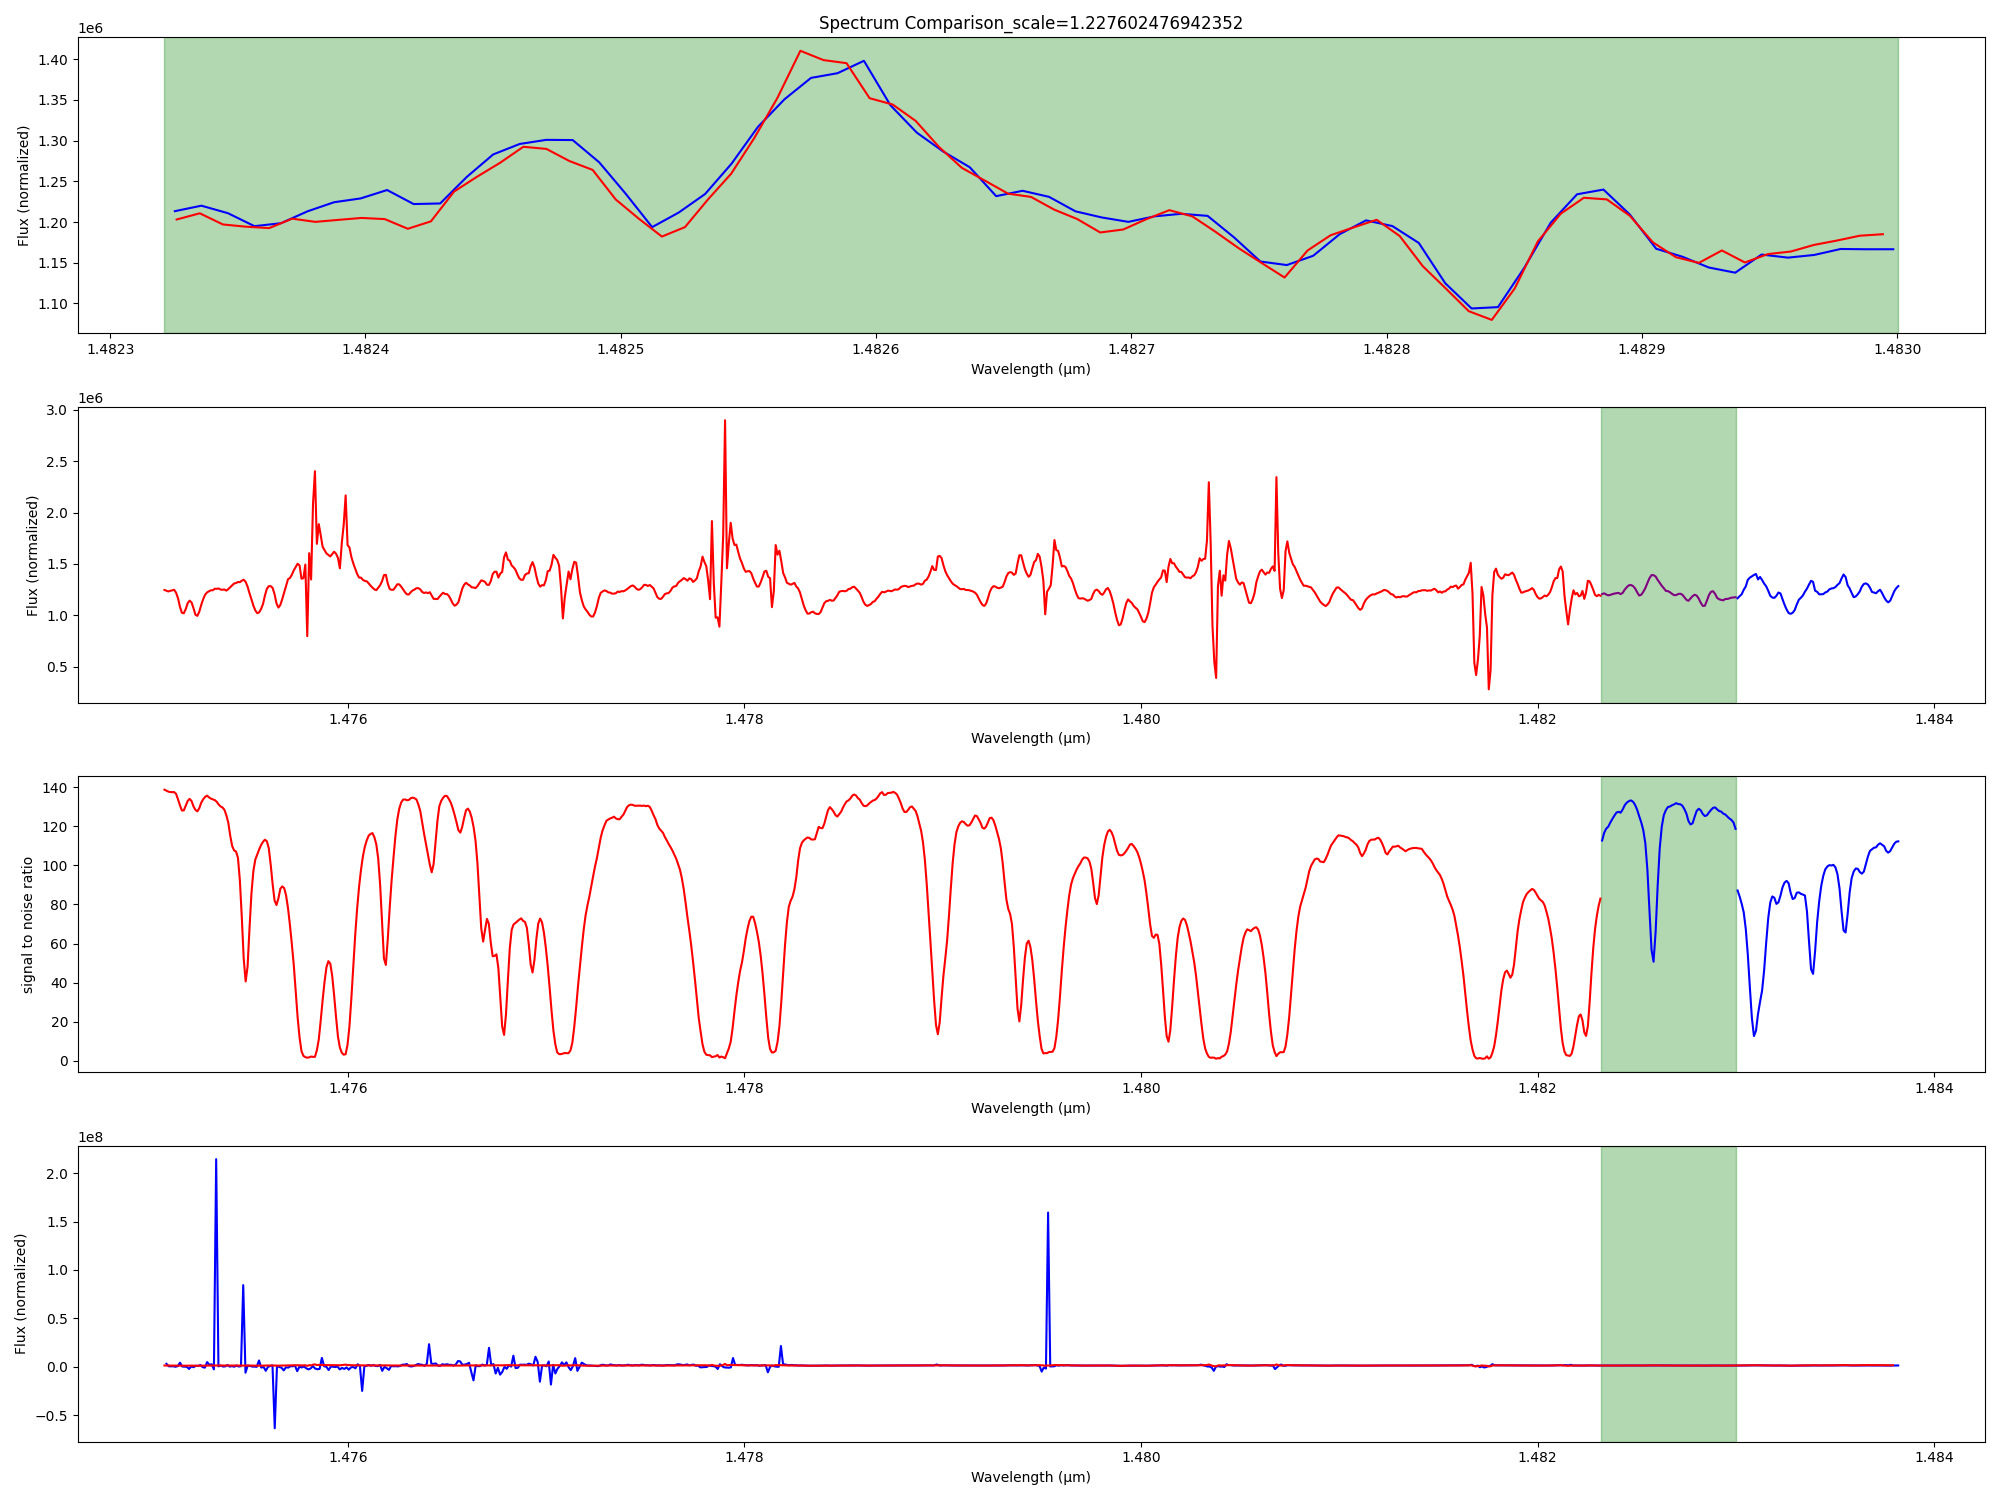 Spectrum Comparison_scale=1.227602476942352
1e6
1.40
1.35
1.30
1.25
1.20
1.15
1.10
Flux (normalized)
1.4823 1.4824 1.4825 1.4826 1.4827 1.4828 1.4829 1.4830
Wavelength (μm)
1e6
3.0
2.5
2.0
1.5
1.0
0.5
Flux (normalized)
1.476 1.478 1.480 1.482 1.484
Wavelength (μm)
140
120
100
80
60
40
20
0
signal to noise ratio
1.476 1.478 1.480 1.482 1.484
Wavelength (μm)
1e8
2.0
1.5
1.0
0.5
0.0
−0.5
Flux (normalized)
1.476 1.478 1.480 1.482 1.484
Wavelength (μm)